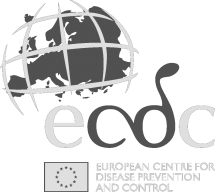 ecdc
EUROPEAN CENTRE FOR
DISEASE PREVENTION
AND CONTROL